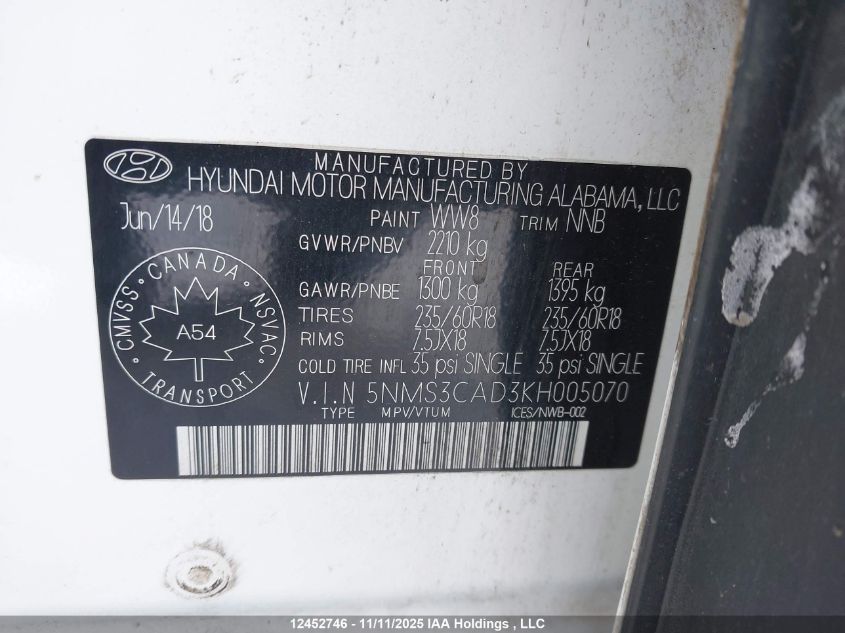 MANUFACTURED BY
HYUNDAI MOTOR MANUFACTURING ALABAMA, LLC
Jun/14/18 PAINT WW8 TRIM NNB
GVWR/PNBV 2210 kg
FRONT REAR
GAWR/PNBE 1300 kg 1395 kg
TIRES 235/60R18 235/60R18
RIMS 7.5JX18 7.5JX18
COLD TIRE INFL 35 psi SINGLE 35 psi SINGLE
V.I.N 5NMS3CAD3KH005070
TYPE MPV/VTUM ICES/NWB-002
CANADA
CMVSS NSVAC
A54
TRANSPORT
12452746 - 11/11/2025 IAA Holdings , LLC